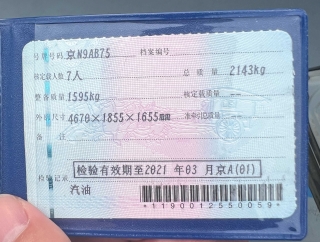 号牌号码 京N9AB75 档案编号
核定载人数 7人 总质量 2143kg
整备质量 1595kg 核定载质量 --
外廓尺寸 4670×1855×1655mm 准牵引总质量 --
备注
检验有效期至2021 年03 月京A(01)
检验记录
汽油
*1190012550059*